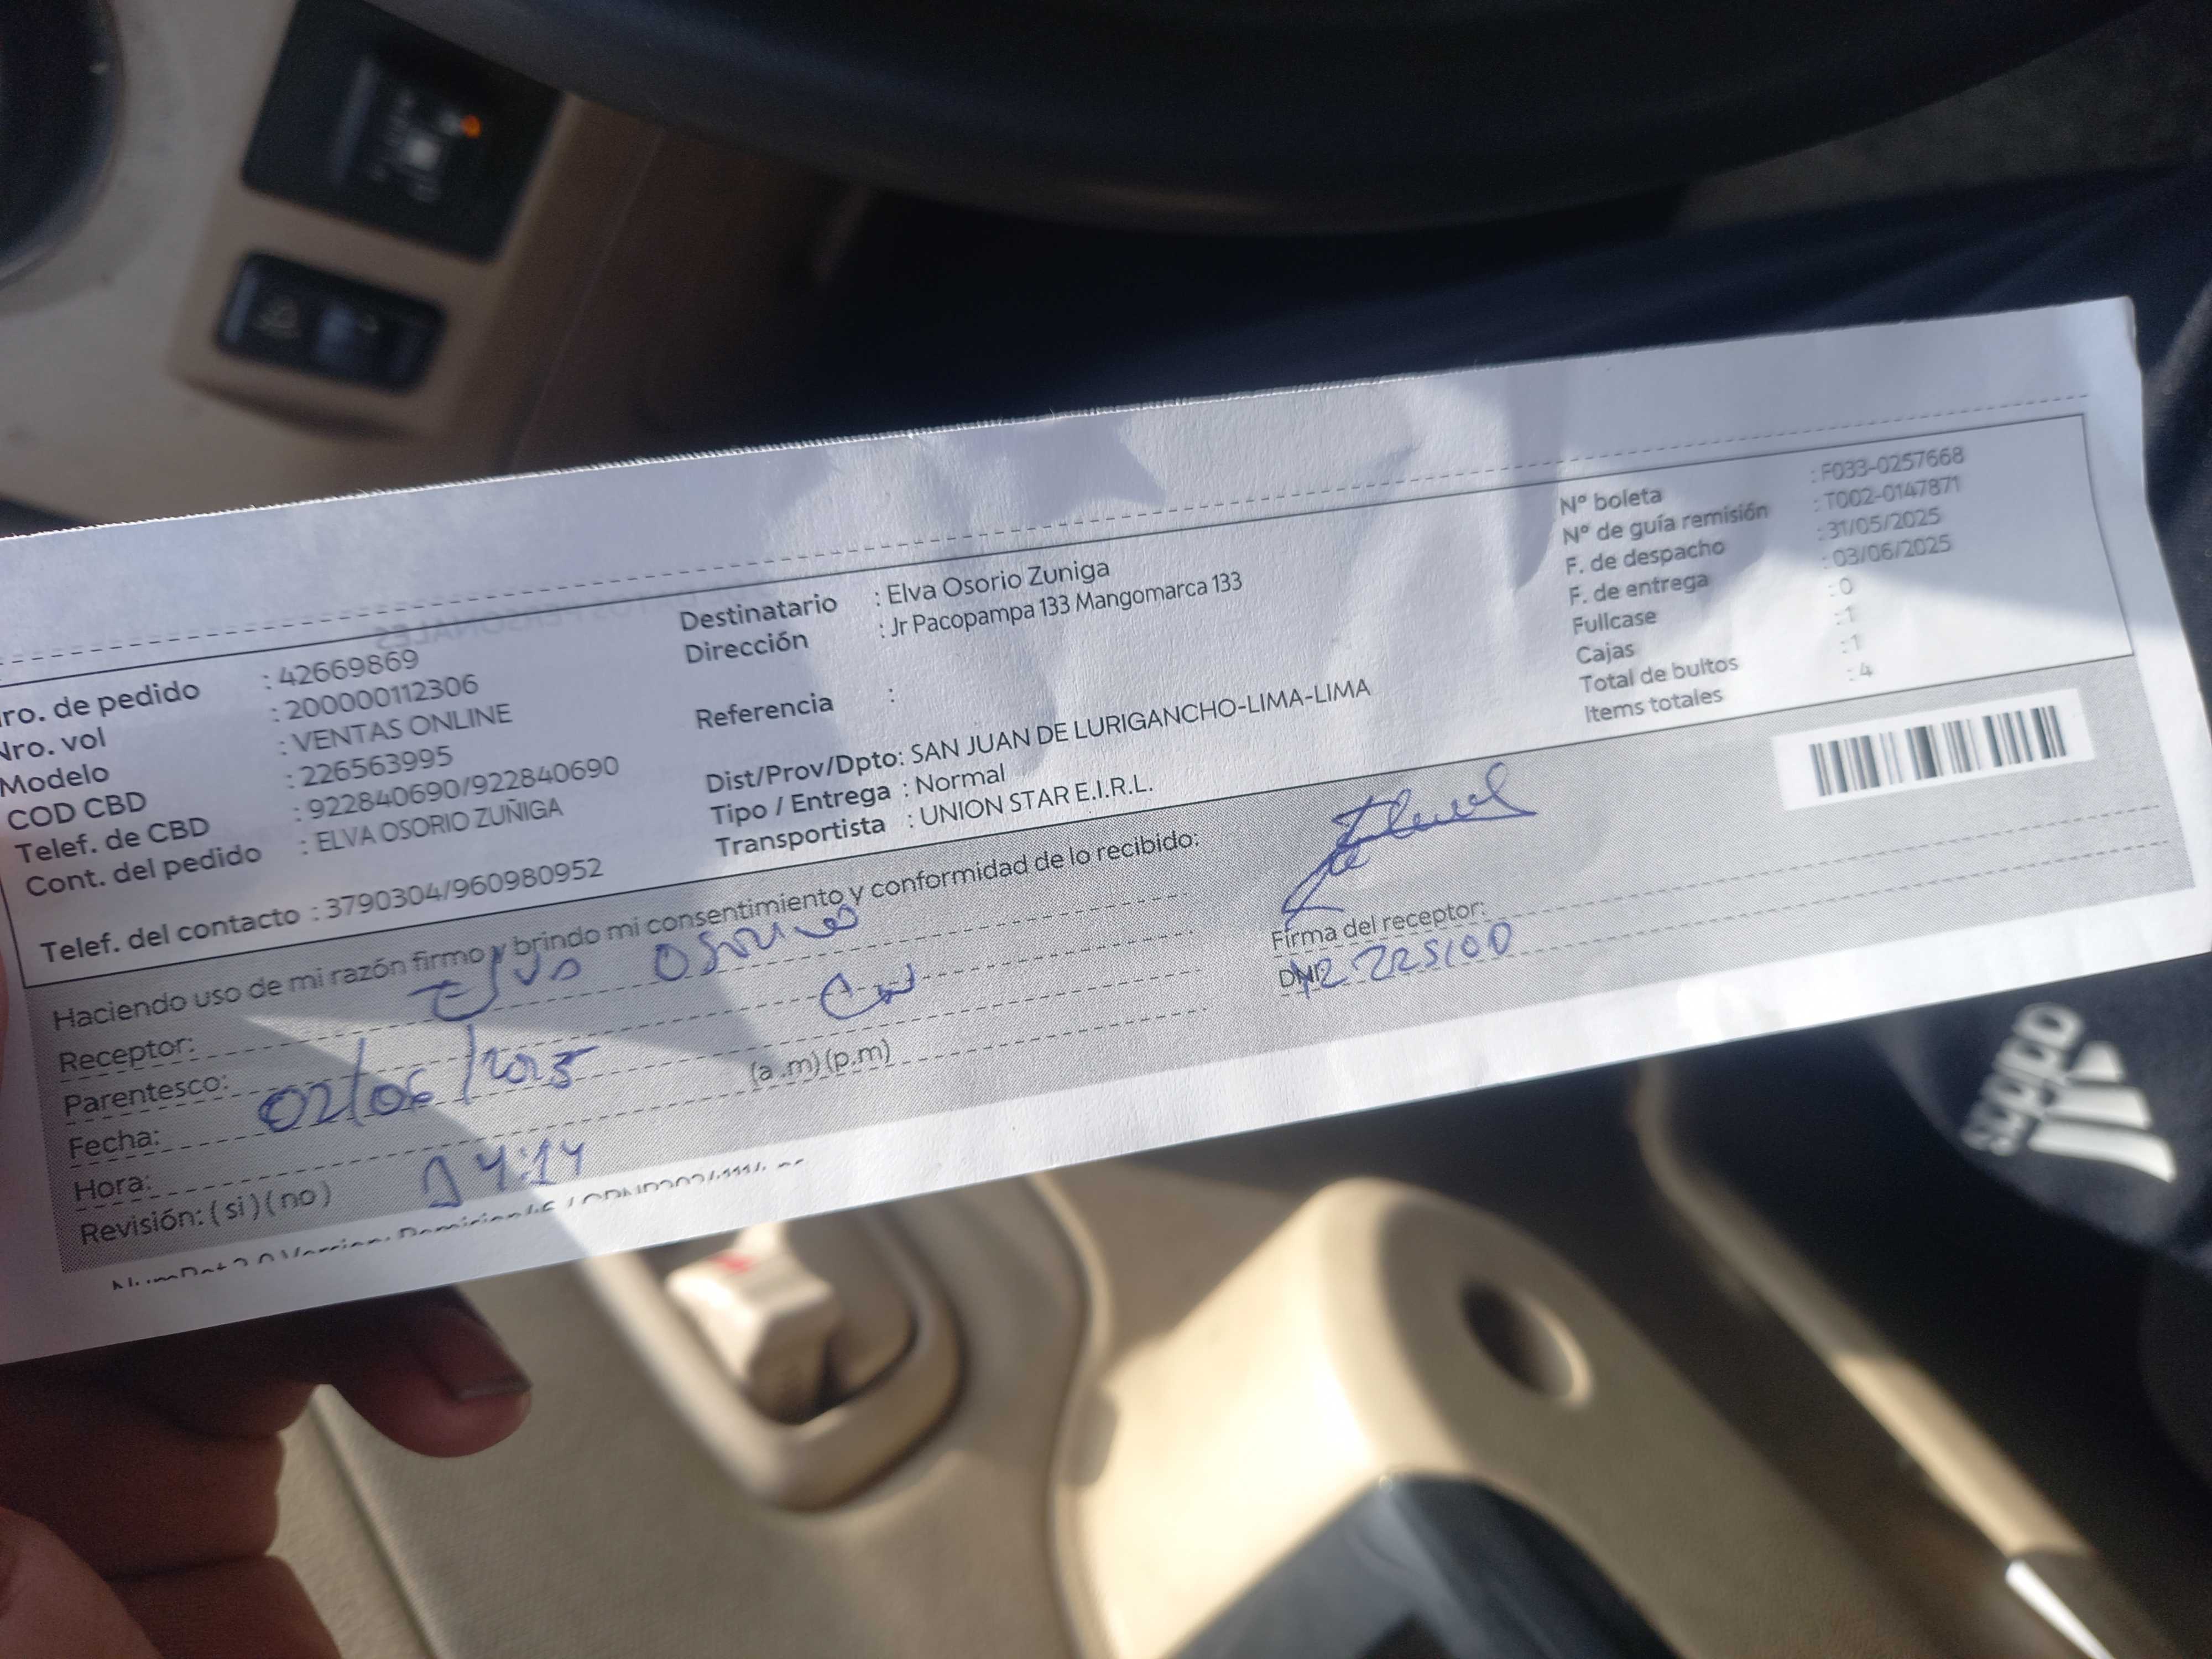 ro. de pedido : 42669869
Nro. vol : 200000112306
Modelo : VENTAS ONLINE
COD CBD : 226563995
Telef. de CBD : 922840690/922840690
Cont. del pedido : ELVA OSORIO ZUÑIGA
Telef. del contacto : 3790304/960980952
Destinatario : Elva Osorio Zuniga
Dirección : Jr Pacopampa 133 Mangomarca 133
Referencia :
Dist/Prov/Dpto: SAN JUAN DE LURIGANCHO-LIMA-LIMA
Tipo / Entrega : Normal
Transportista : UNION STAR E.I.R.L.
Nº boleta : F033-0257668
Nº de guía remisión : T002-0147871
F. de despacho : 31/05/2025
F. de entrega : 03/06/2025
Fullcase : 0
Cajas : 1
Total de bultos : 1
Items totales : 4
Haciendo uso de mi razón firmo y brindo mi consentimiento y conformidad de lo recibido:
Receptor:
Parentesco:
Fecha: 02/06/2025
Hora: (a.m)(p.m)
Revisión: (si)(no) 14:14
Firma del receptor:
DNI:
adidas